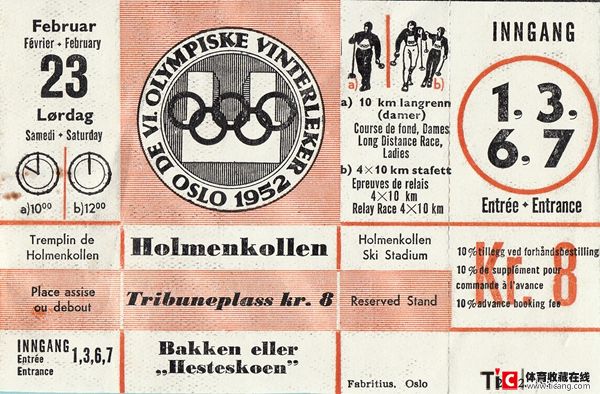 Februar
Février + February
23
Lørdag
Samedi + Saturday
a) 10⁰⁰ b) 12⁰⁰
DE VI. OLYMPISKE VINTERLEKER
OSLO 1952
a) b)
a) 10 km langrenn
(damer)
Course de fond, Dames
Long Distance Race,
Ladies
b) 4×10 km stafett
Epreuves de relais
4×10 km
Relay Race 4×10 km
INNGANG
1,3,
6,7
Entrée + Entrance
Tremplin de
Holmenkollen
Holmenkollen
Holmenkollen
Ski Stadium
Kr. 8
10% tillegg ved forhåndsbestilling
10% de supplément pour
commande à l'avance
10% advance booking fee
Place assise
ou debout
Tribuneplass kr. 8
Reserved Stand
INNGANG
Entrée
Entrance
1,3,6,7
Bakken eller
„Hesteskoen”
Fabritius, Oslo
TiC 体育收藏在线
www.ticang.com